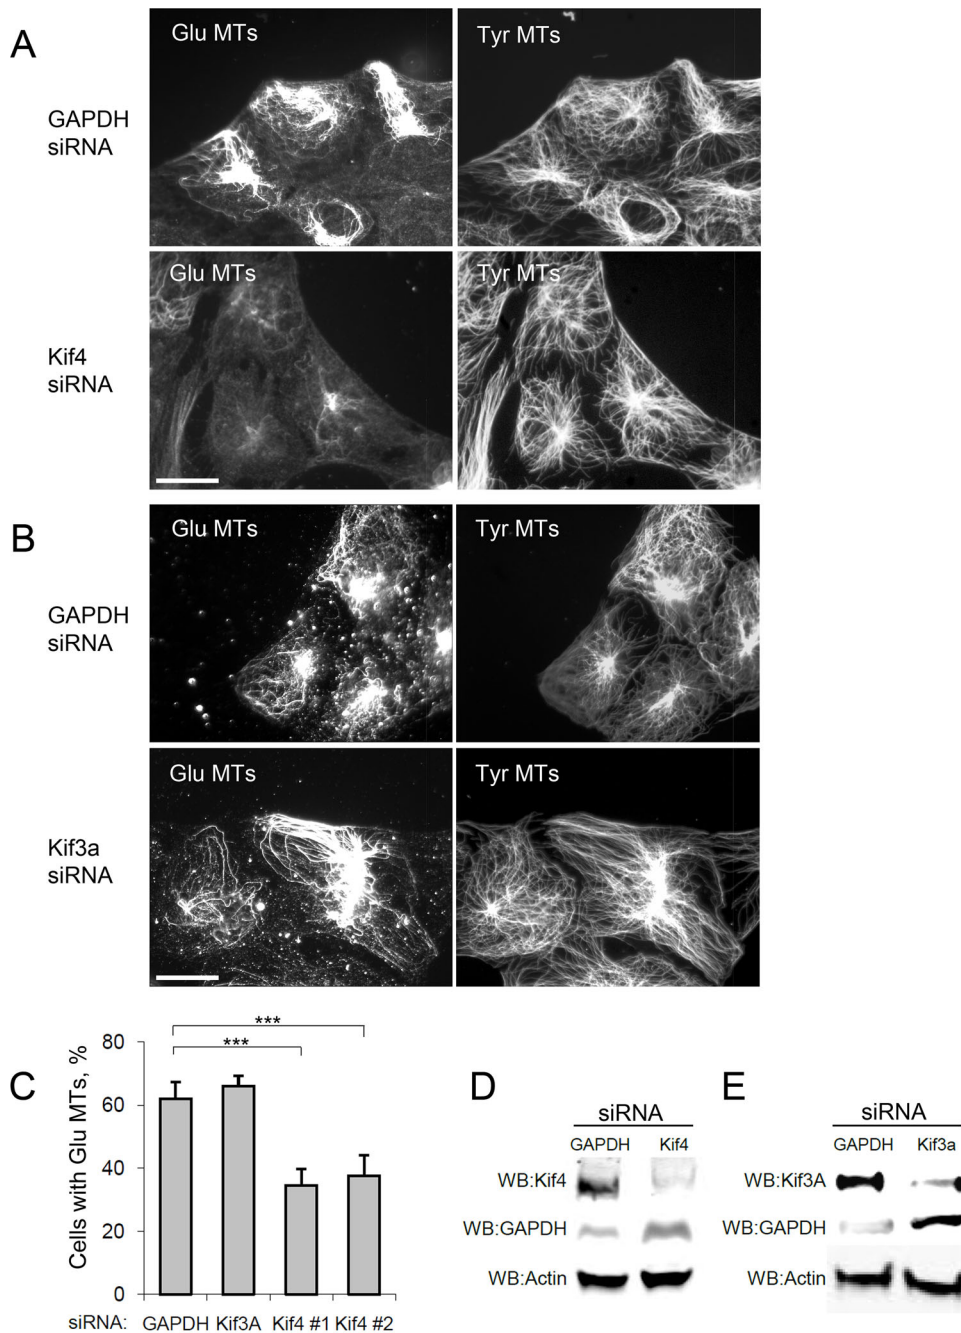 A
Glu MTs
Tyr MTs
GAPDH
siRNA
Glu MTs
Tyr MTs
Kif4
siRNA
B
Glu MTs
Tyr MTs
GAPDH
siRNA
Glu MTs
Tyr MTs
Kif3a
siRNA
C
Cells with Glu MTs, %
80
60
40
20
0
***
***
siRNA: GAPDH Kif3A Kif4 #1 Kif4 #2
D
siRNA
GAPDH Kif4
WB:Kif4
WB:GAPDH
WB:Actin
E
siRNA
GAPDH Kif3a
WB:Kif3A
WB:GAPDH
WB:Actin